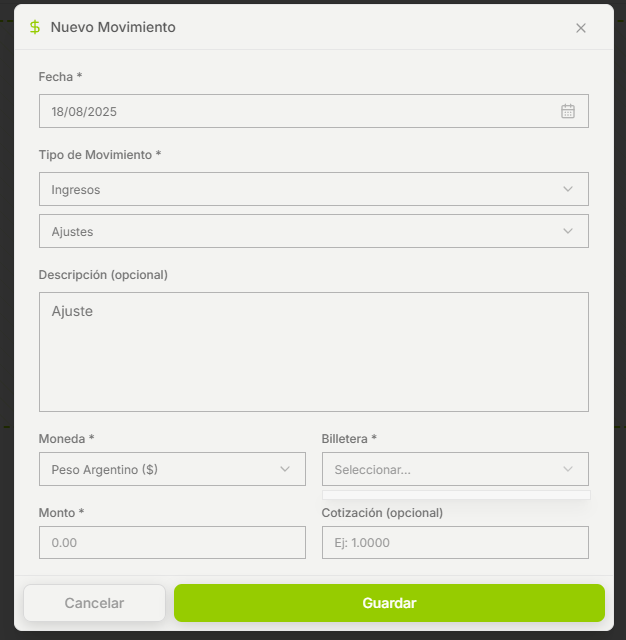 $ Nuevo Movimiento
Fecha *
18/08/2025
Tipo de Movimiento *
Ingresos
Ajustes
Descripción (opcional)
Ajuste
Moneda *
Billetera *
Peso Argentino ($)
Seleccionar...
Monto *
Cotización (opcional)
0.00
Ej: 1.0000
Cancelar
Guardar